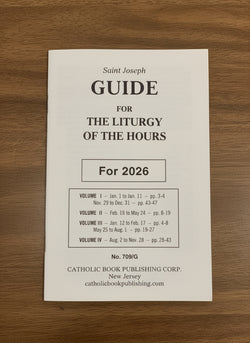 Saint Joseph
GUIDE
FOR
THE LITURGY
OF THE HOURS
For 2026
VOLUME I – Jan. 1 to Jan. 11 – pp. 3-4
Nov. 29 to Dec. 31 – pp. 43-47
VOLUME II – Feb. 18 to May 24 – pp. 8-19
VOLUME III – Jan. 12 to Feb. 17 – pp. 4-8
May 25 to Aug. 1 – pp. 19-27
VOLUME IV – Aug. 2 to Nov. 28 – pp. 28-43
No. 709/G
CATHOLIC BOOK PUBLISHING CORP.
New Jersey
catholicbookpublishing.com